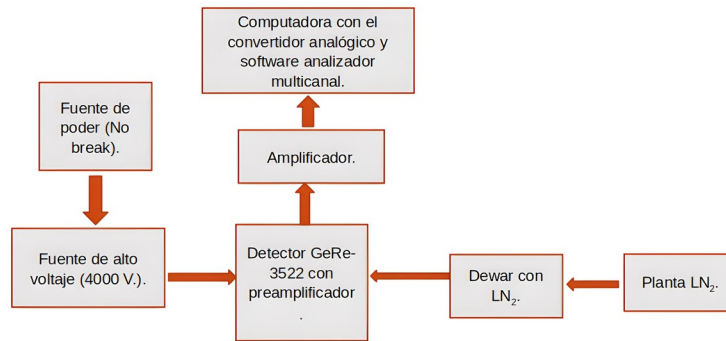 Computadora con el
convertidor analógico y
software analizador
multicanal.
Fuente de
poder (No
break).
Amplificador.
Fuente de alto
voltaje (4000 V.).
Detector GeRe-
3522 con
preamplificador
.
Dewar con
LN₂.
Planta LN₂.